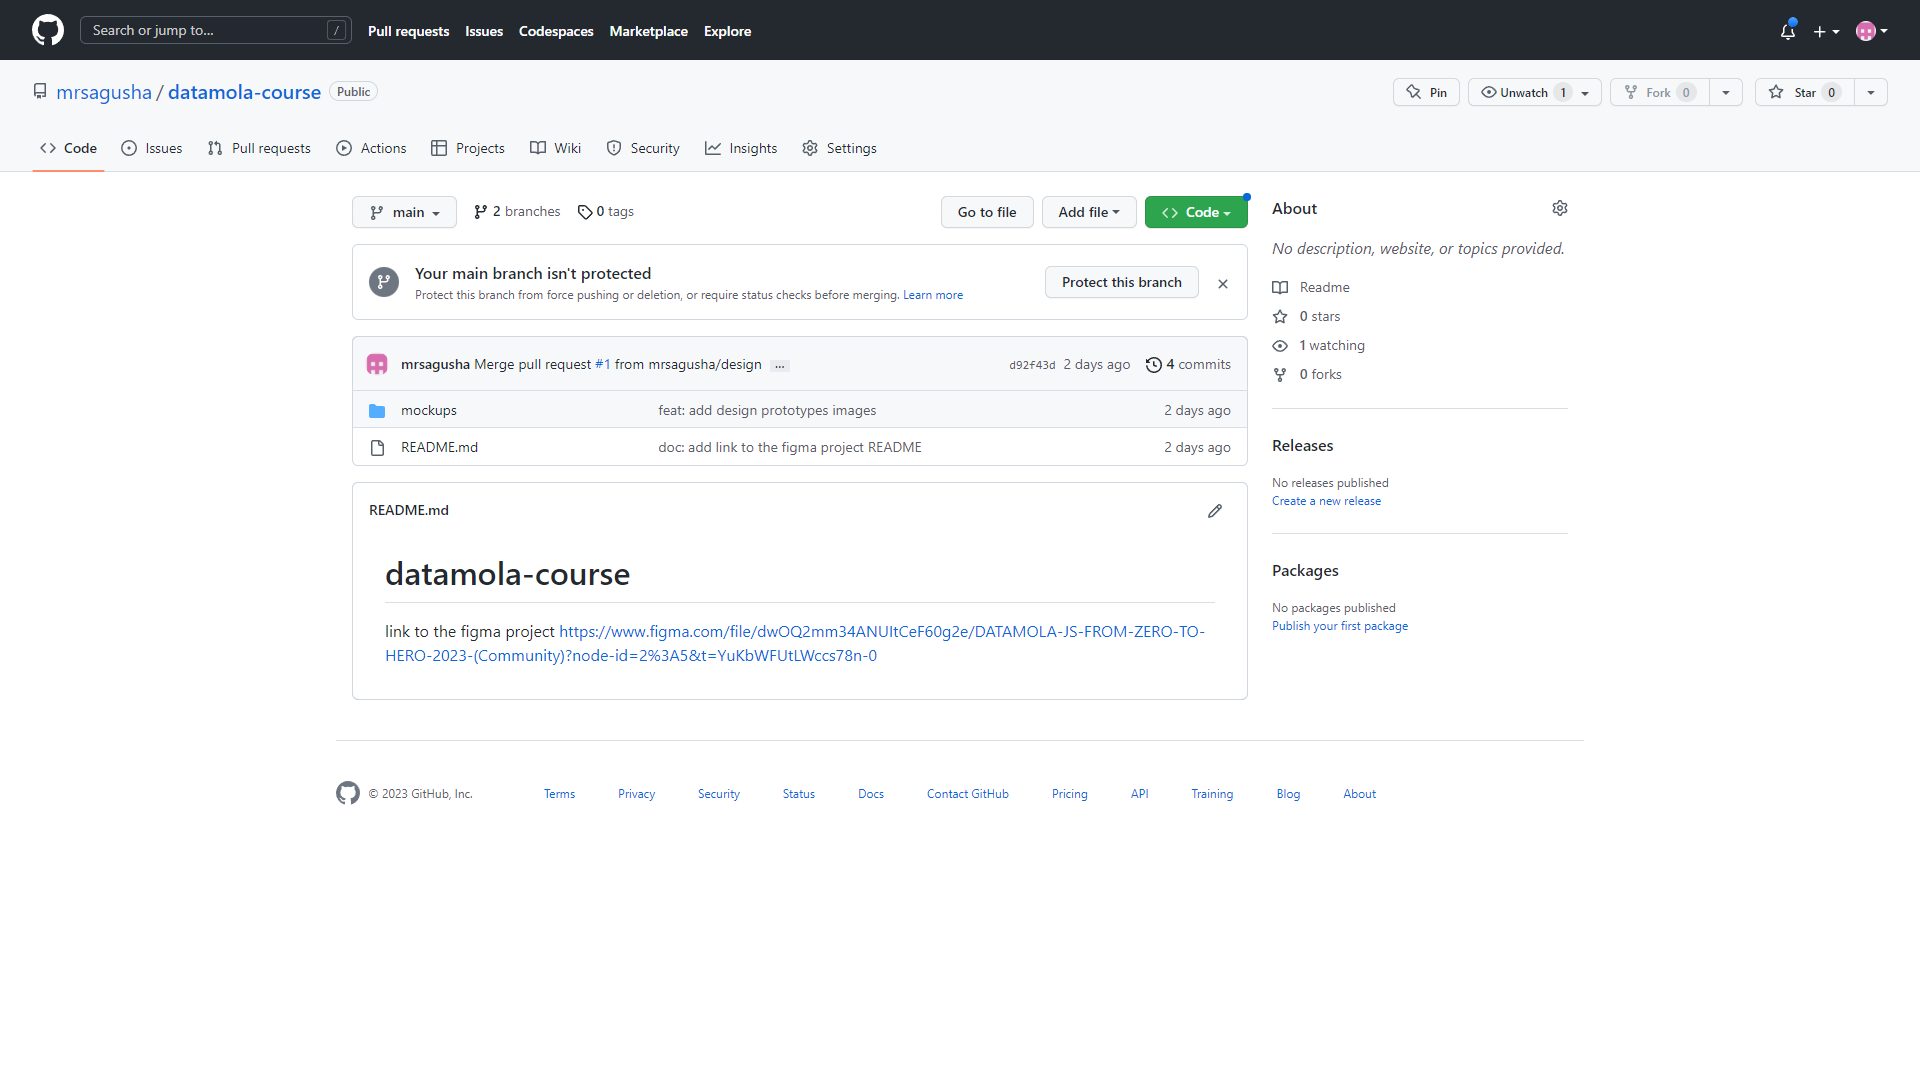 Search or jump to... /
Pull requests Issues Codespaces Marketplace Explore
mrsagusha / datamola-course Public
Pin Unwatch 1 Fork 0 Star 0
Code Issues Pull requests Actions Projects Wiki Security Insights Settings
main 2 branches 0 tags
Go to file Add file Code
Your main branch isn't protected
Protect this branch from force pushing or deletion, or require status checks before merging. Learn more
Protect this branch
mrsagusha Merge pull request #1 from mrsagusha/design ... d92f43d 2 days ago 4 commits
mockups feat: add design prototypes images 2 days ago
README.md doc: add link to the figma project README 2 days ago
README.md
datamola-course
link to the figma project https://www.figma.com/file/dwOQ2mm34ANUItCeF60g2e/DATAMOLA-JS-FROM-ZERO-TO-
HERO-2023-(Community)?node-id=2%3A5&t=YuKbWFUtLWccs78n-0
About
No description, website, or topics provided.
Readme
0 stars
1 watching
0 forks
Releases
No releases published
Create a new release
Packages
No packages published
Publish your first package
© 2023 GitHub, Inc. Terms Privacy Security Status Docs Contact GitHub Pricing API Training Blog About